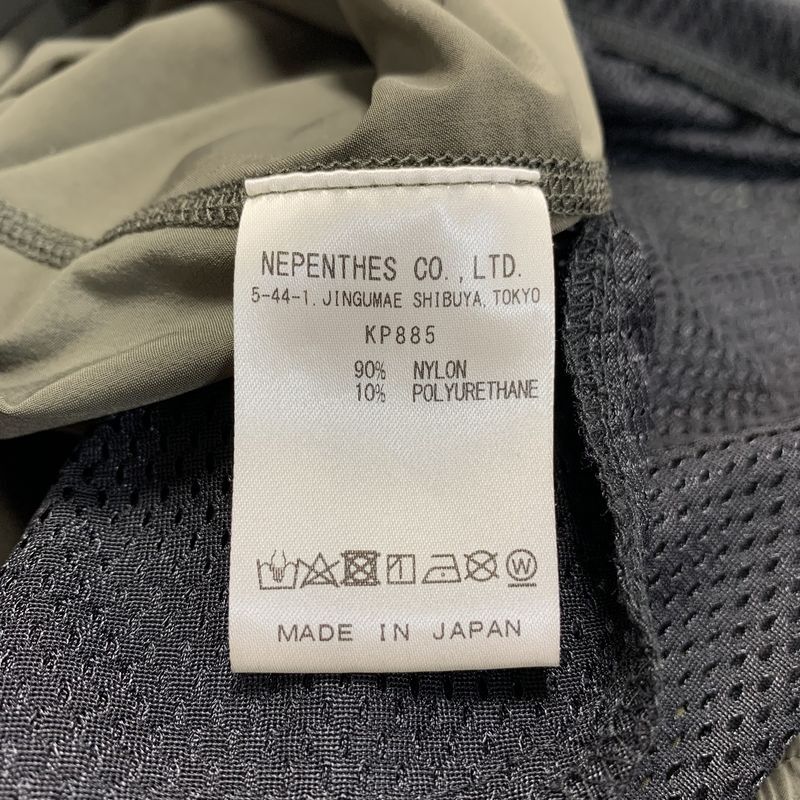 NEPENTHES CO.,LTD.
5-44-1.JINGUMAE SHIBUYA,TOKYO
KP885
90% NYLON
10% POLYURETHANE
W
MADE IN JAPAN